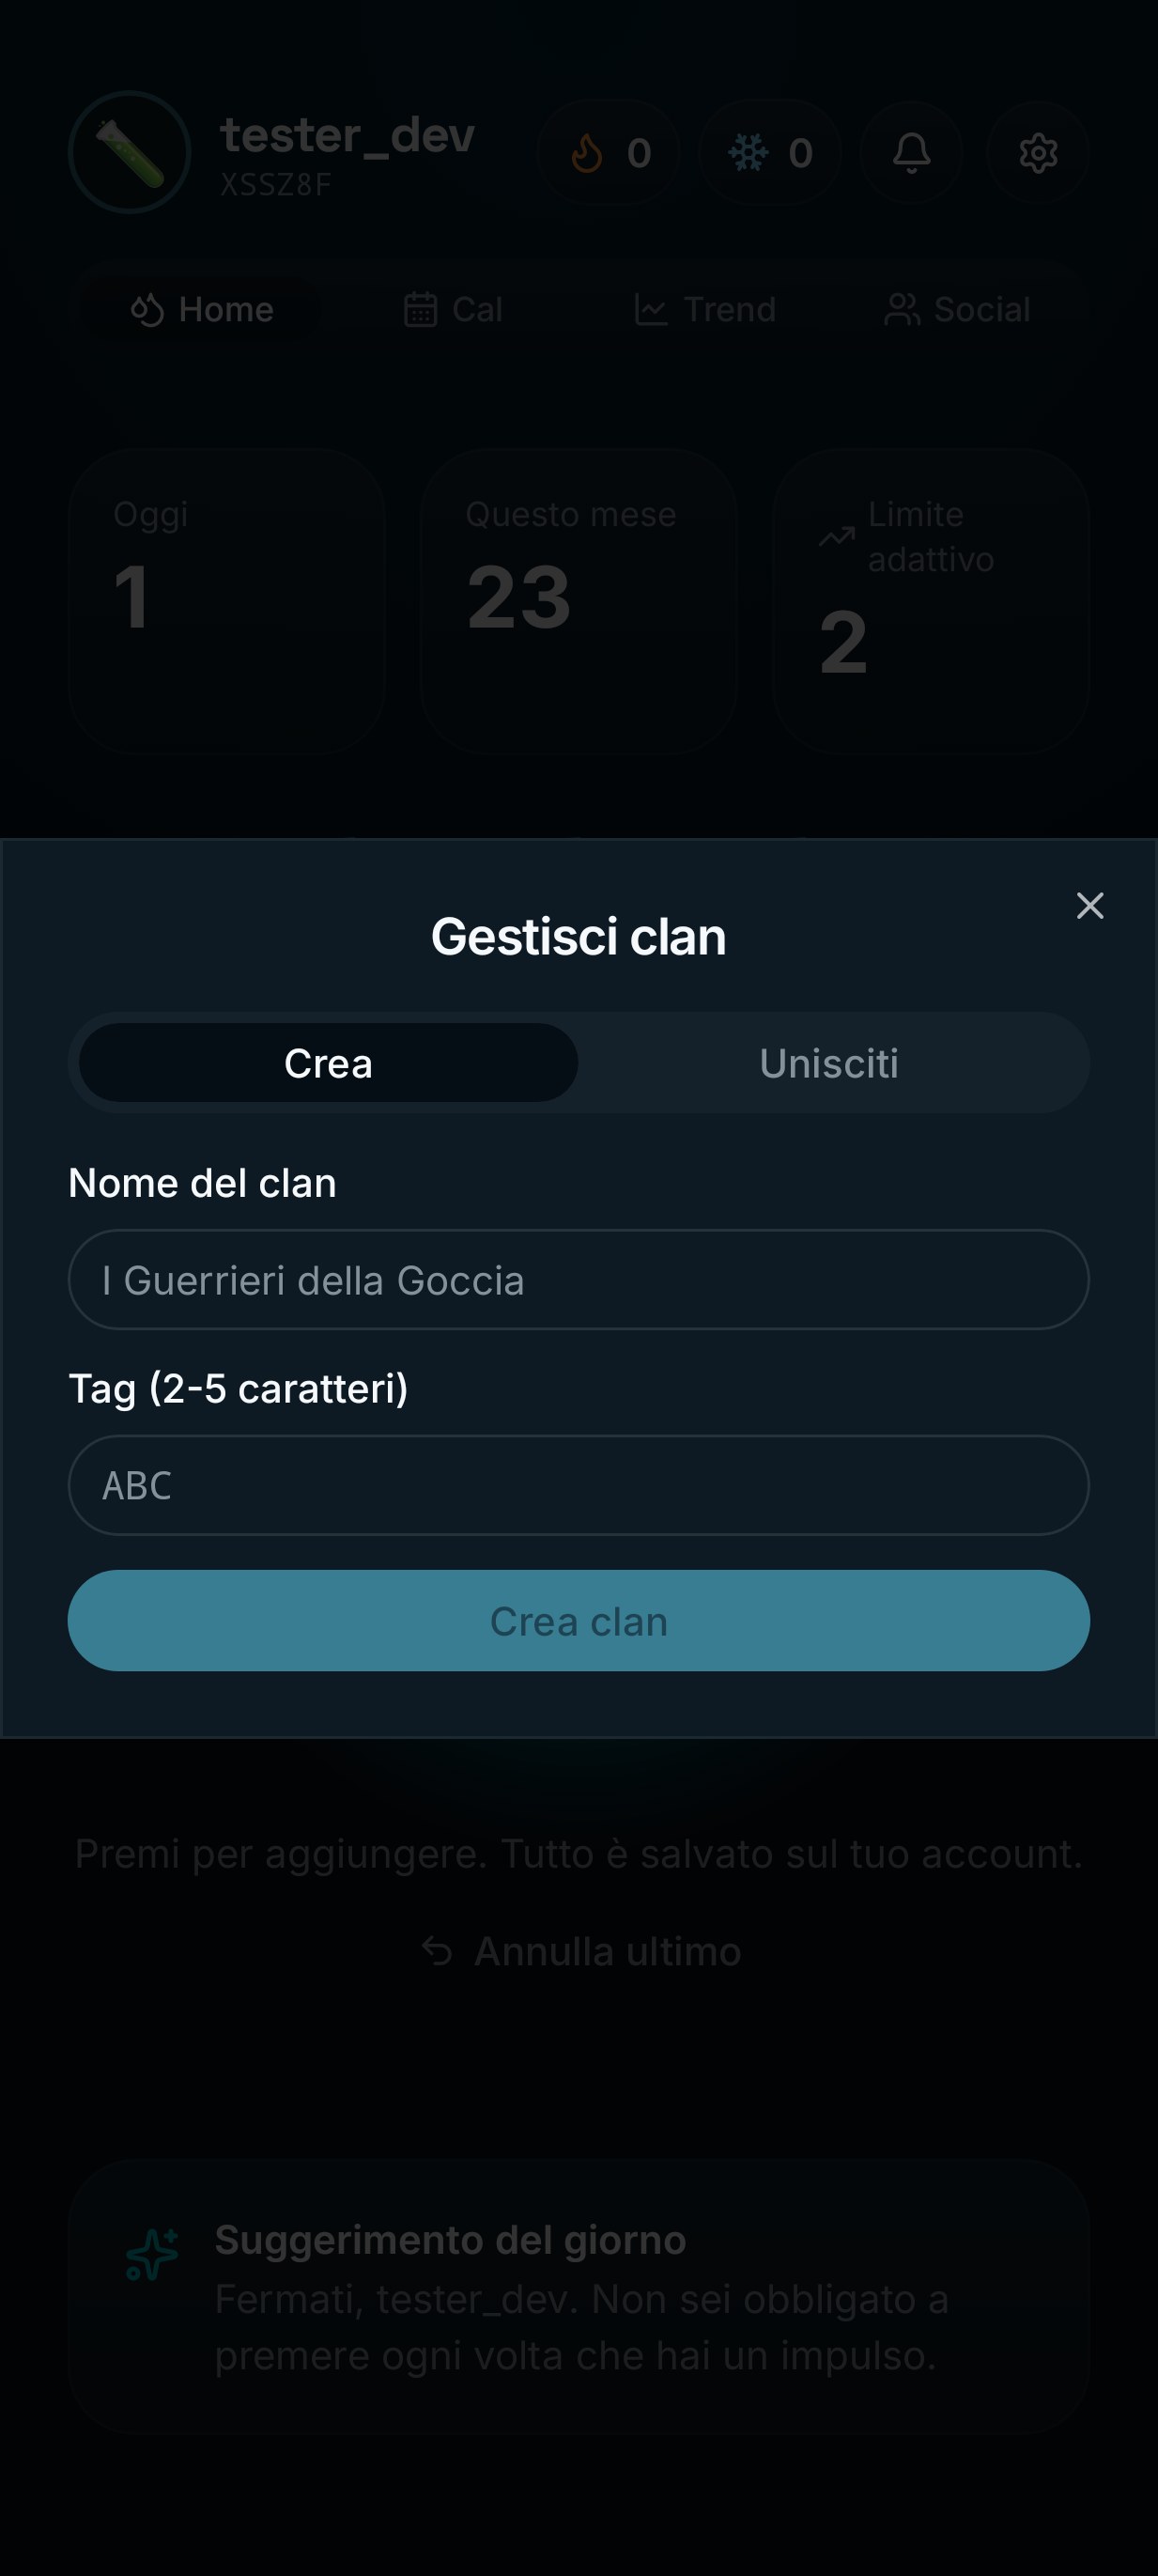 tester_dev
XSSZ8F
0
0
Home
Cal
Trend
Social
Oggi
1
Questo mese
23
Limite
adattivo
2
Gestisci clan
Crea
Unisciti
Nome del clan
I Guerrieri della Goccia
Tag (2-5 caratteri)
ABC
Crea clan
Premi per aggiungere. Tutto è salvato sul tuo account.
Annulla ultimo
Suggerimento del giorno
Fermati, tester_dev. Non sei obbligato a
premere ogni volta che hai un impulso.